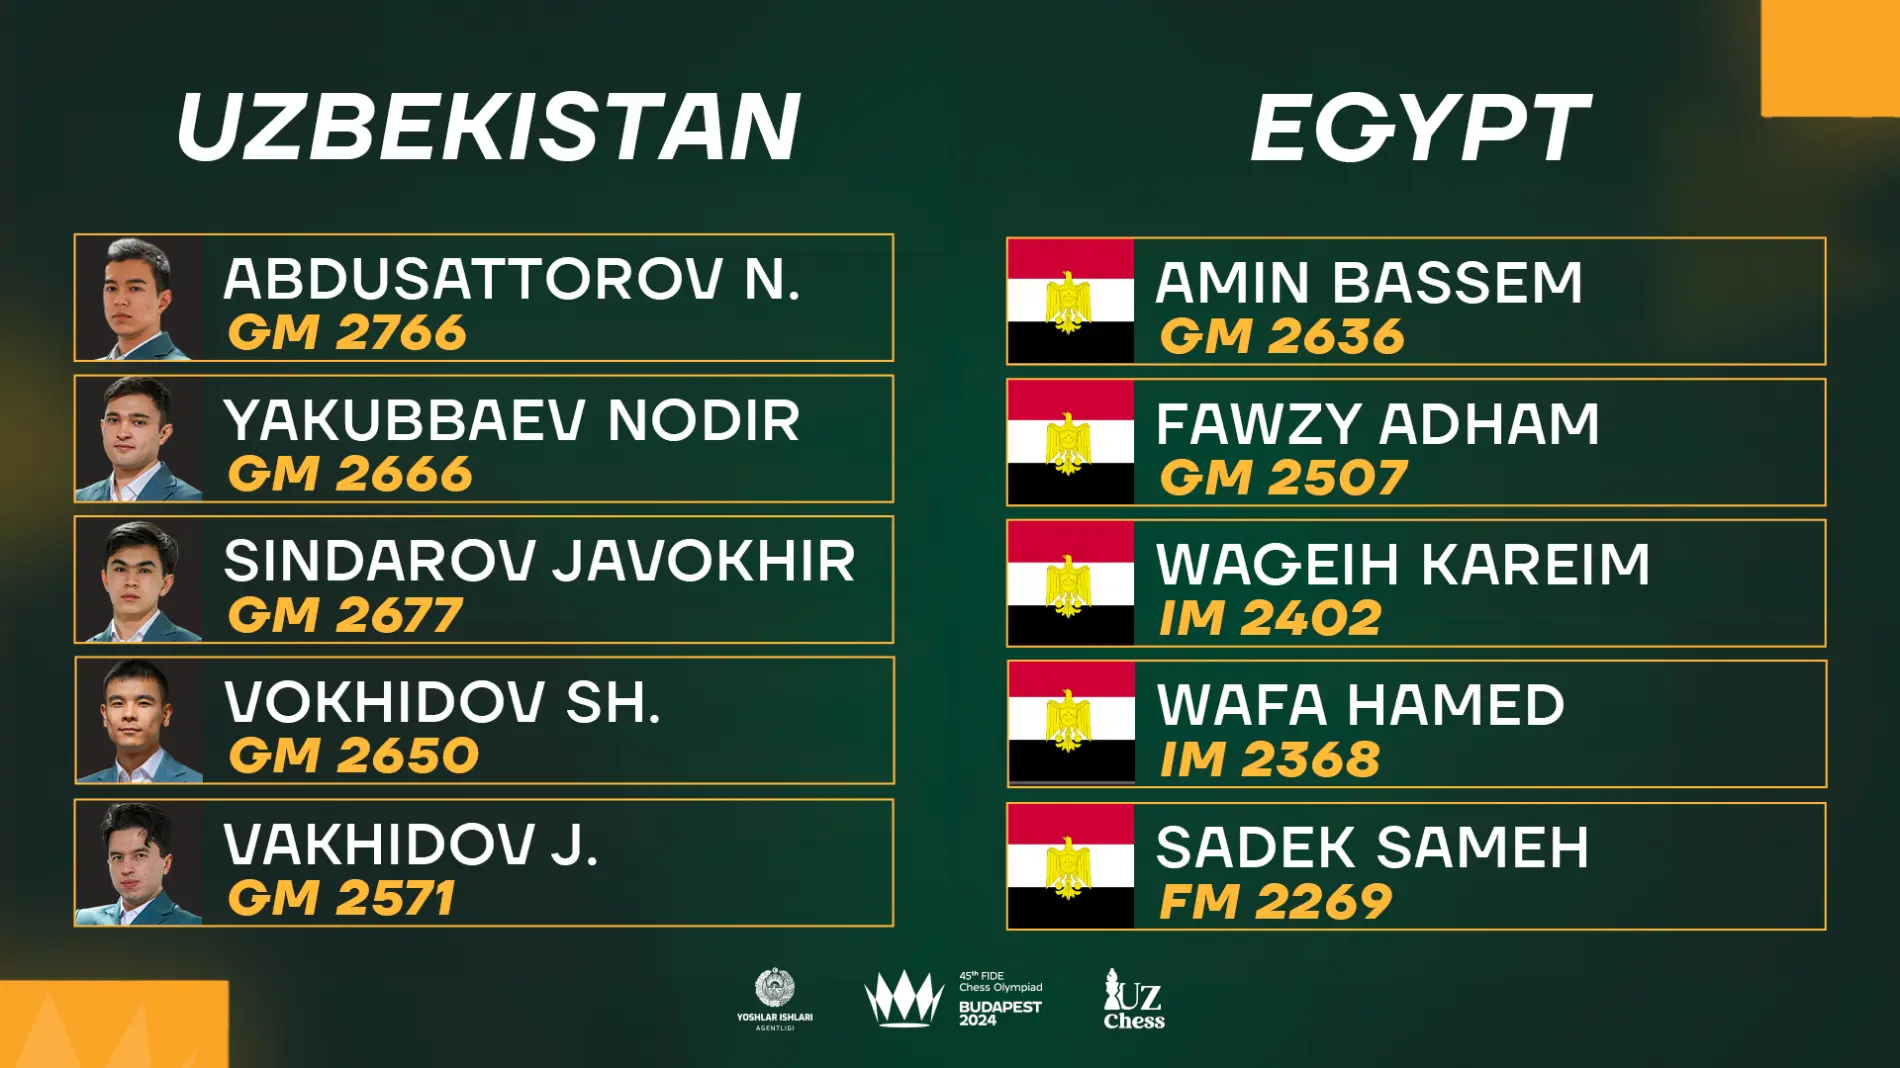 UZBEKISTAN
ABDUSATTOROV N.
GM 2766
YAKUBBAEV NODIR
GM 2666
SINDAROV JAVOKHIR
GM 2677
VOKHIDOV SH.
GM 2650
VAKHIDOV J.
GM 2571
EGYPT
AMIN BASSEM
GM 2636
FAWZY ADHAM
GM 2507
WAGEIH KAREIM
IM 2402
WAFA HAMED
IM 2368
SADEK SAMEH
FM 2269
YOSHLAR ISHLARI
AGENTLIGI
45th FIDE
Chess Olympiad
BUDAPEST
2024
UZ
Chess